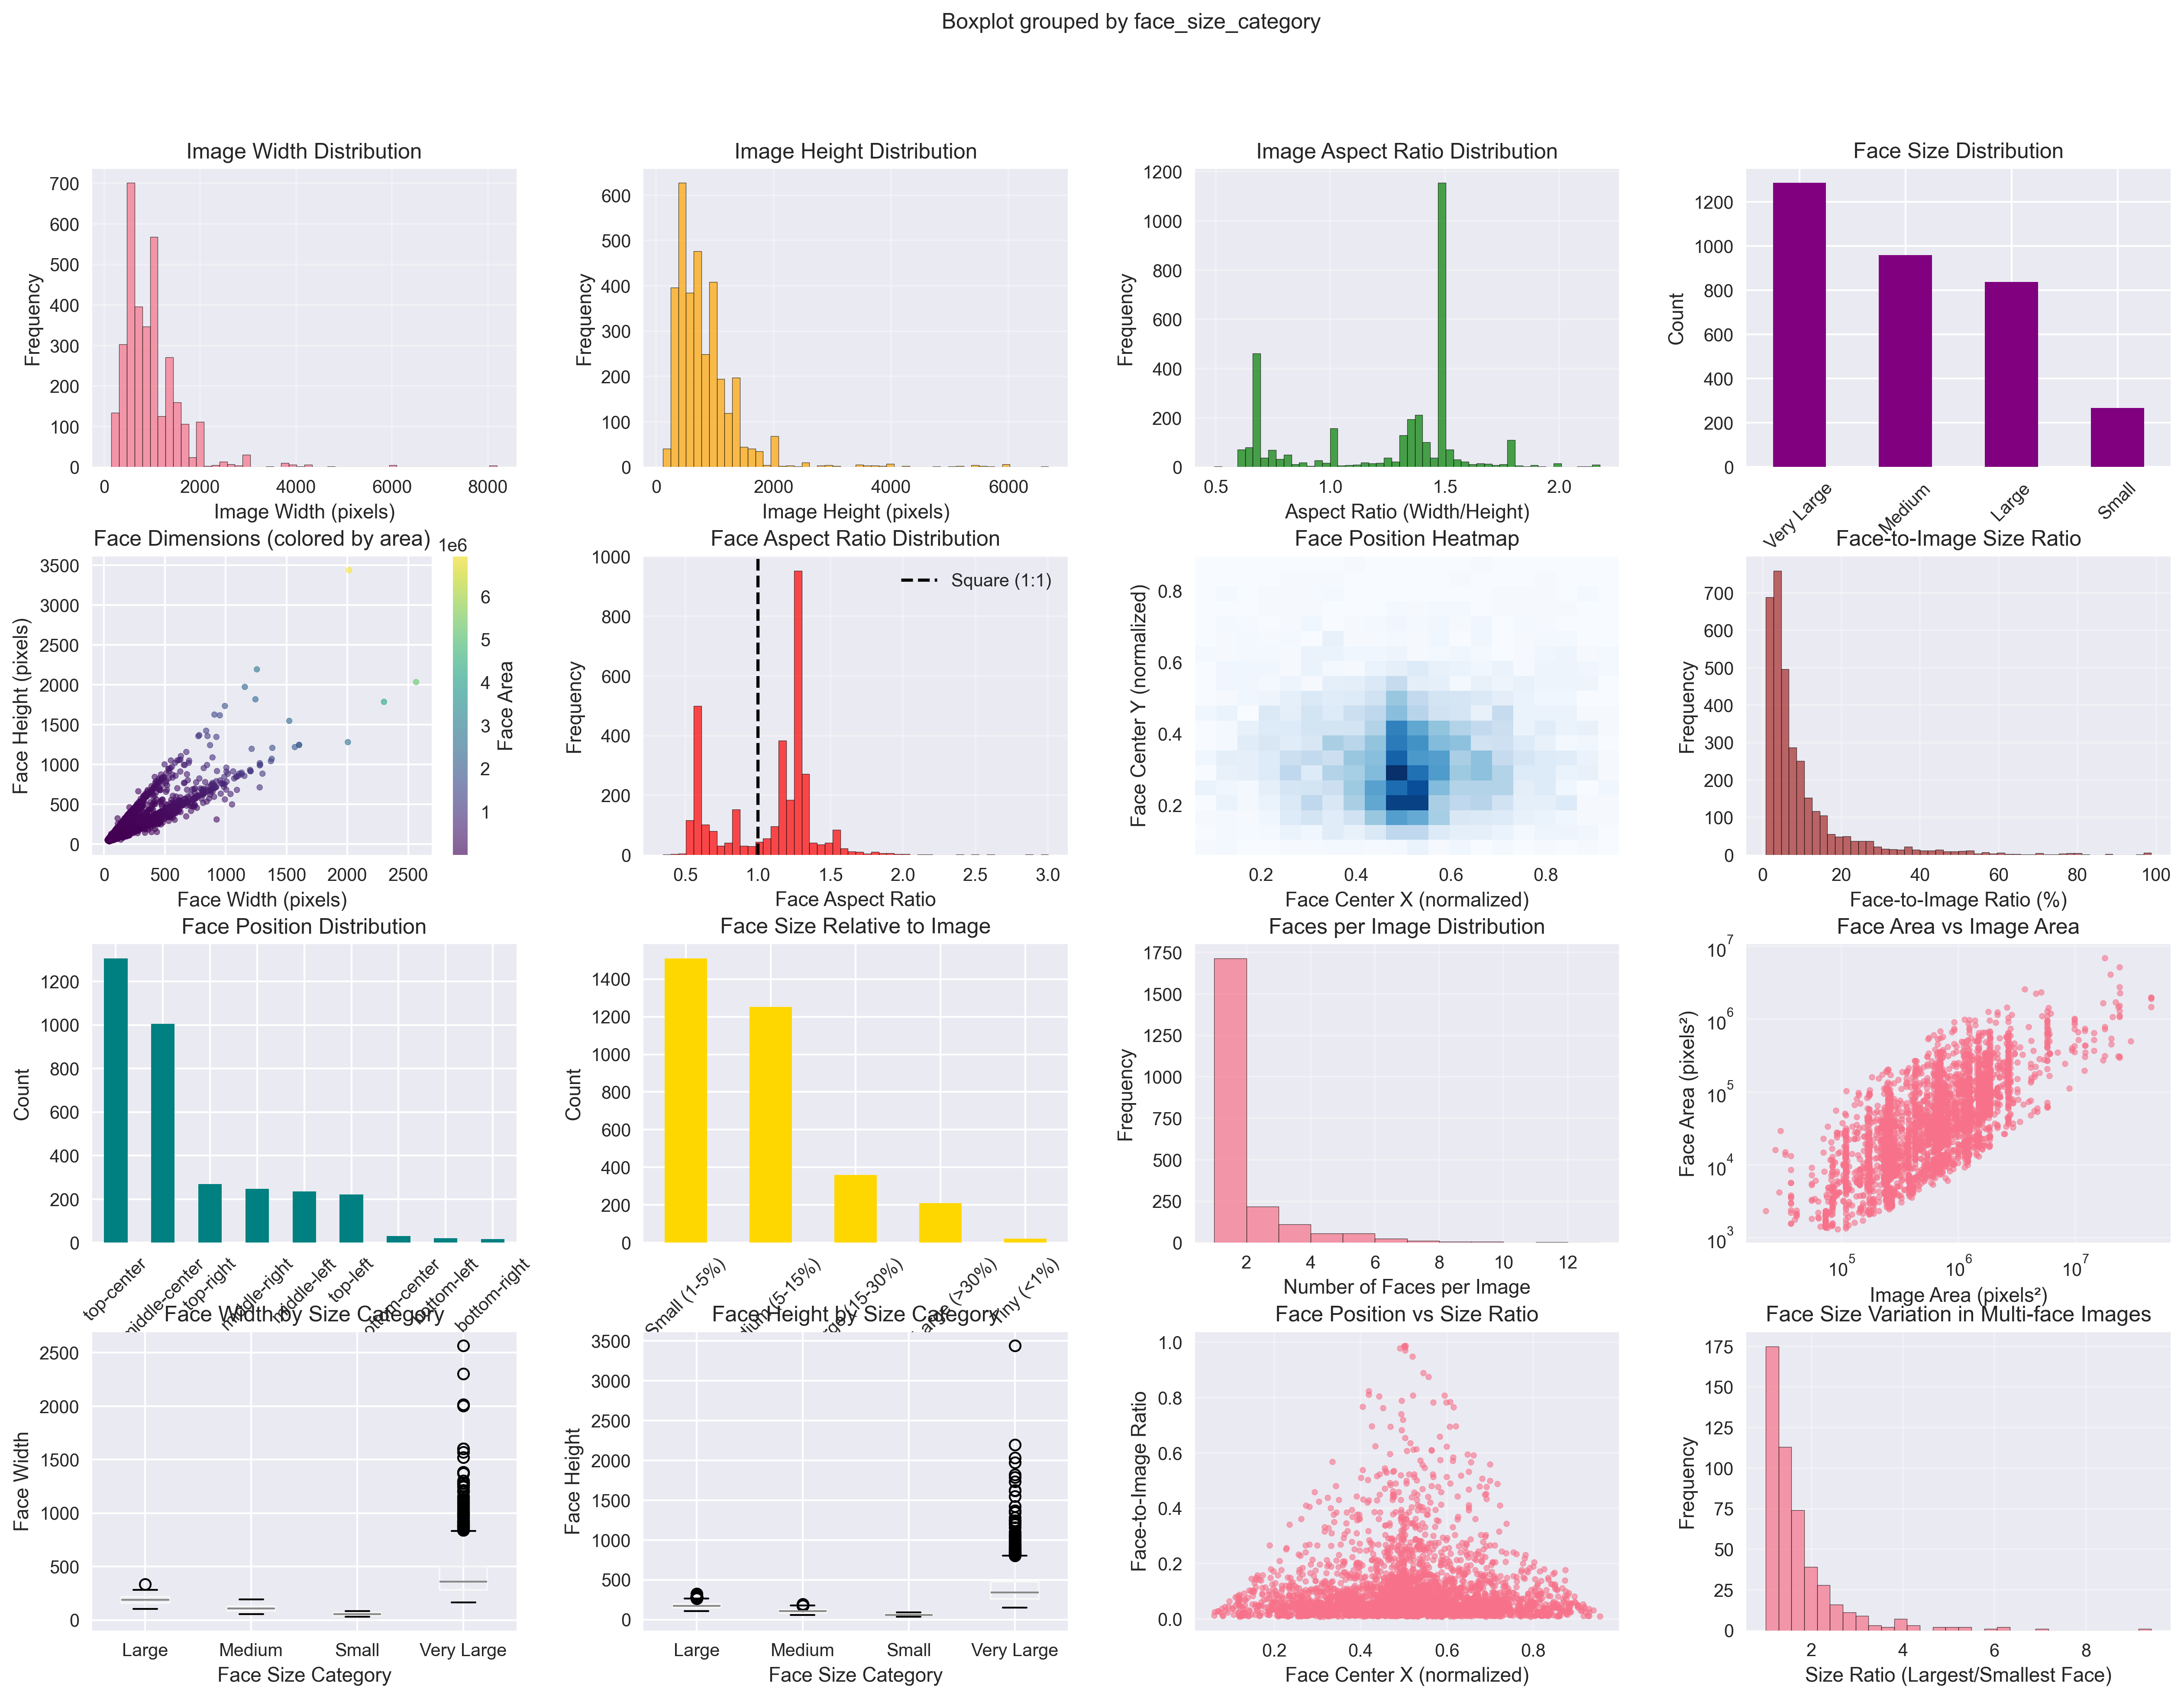 Boxplot grouped by face_size_category
Image Width Distribution
700
600
500
400
300
200
100
0
Frequency
0 2000 4000 6000 8000
Image Width (pixels)
Image Height Distribution
600
500
400
300
200
100
0
Frequency
0 2000 4000 6000
Image Height (pixels)
Image Aspect Ratio Distribution
1200
1000
800
600
400
200
0
Frequency
0.5 1.0 1.5 2.0
Aspect Ratio (Width/Height)
Face Size Distribution
1200
1000
800
600
400
200
0
Count
Very Large
Medium
Large
Small
Face Dimensions (colored by area)
1e6
3500
3000
2500
2000
1500
1000
500
0
Face Height (pixels)
0 500 1000 1500 2000 2500
Face Width (pixels)
6
5
4
3
2
1
Face Area
Face Aspect Ratio Distribution
Square (1:1)
1000
800
600
400
200
0
Frequency
0.5 1.0 1.5 2.0 2.5 3.0
Face Aspect Ratio
Face Position Heatmap
0.8
0.6
0.4
0.2
Face Center Y (normalized)
0.2 0.4 0.6 0.8
Face Center X (normalized)
Face-to-Image Size Ratio
700
600
500
400
300
200
100
0
Frequency
0 20 40 60 80 100
Face-to-Image Ratio (%)
Face Position Distribution
1200
1000
800
600
400
200
0
Count
top-center
middle-center
top-right
middle-right
middle-left
top-left
bottom-left
bottom-right
Face Size Relative to Image
1400
1200
1000
800
600
400
200
0
Count
Small (1-5%)
(5-15%)
(15-30%)
(>30%)
Tiny (<1%)
Faces per Image Distribution
1750
1500
1250
1000
750
500
250
0
Frequency
2 4 6 8 10 12
Number of Faces per Image
Face Area vs Image Area
10⁷
10⁶
10⁵
10⁴
10³
Face Area (pixels²)
10⁵ 10⁶ 10⁷
Image Area (pixels²)
Face Width by Size Category
2500
2000
1500
1000
500
0
Face Width
Large Medium Small Very Large
Face Size Category
Face Height by Size Category
3500
3000
2500
2000
1500
1000
500
0
Face Height
Large Medium Small Very Large
Face Size Category
Face Position vs Size Ratio
1.0
0.8
0.6
0.4
0.2
0.0
Face-to-Image Ratio
0.2 0.4 0.6 0.8
Face Center X (normalized)
Face Size Variation in Multi-face Images
175
150
125
100
75
50
25
0
Frequency
2 4 6 8
Size Ratio (Largest/Smallest Face)